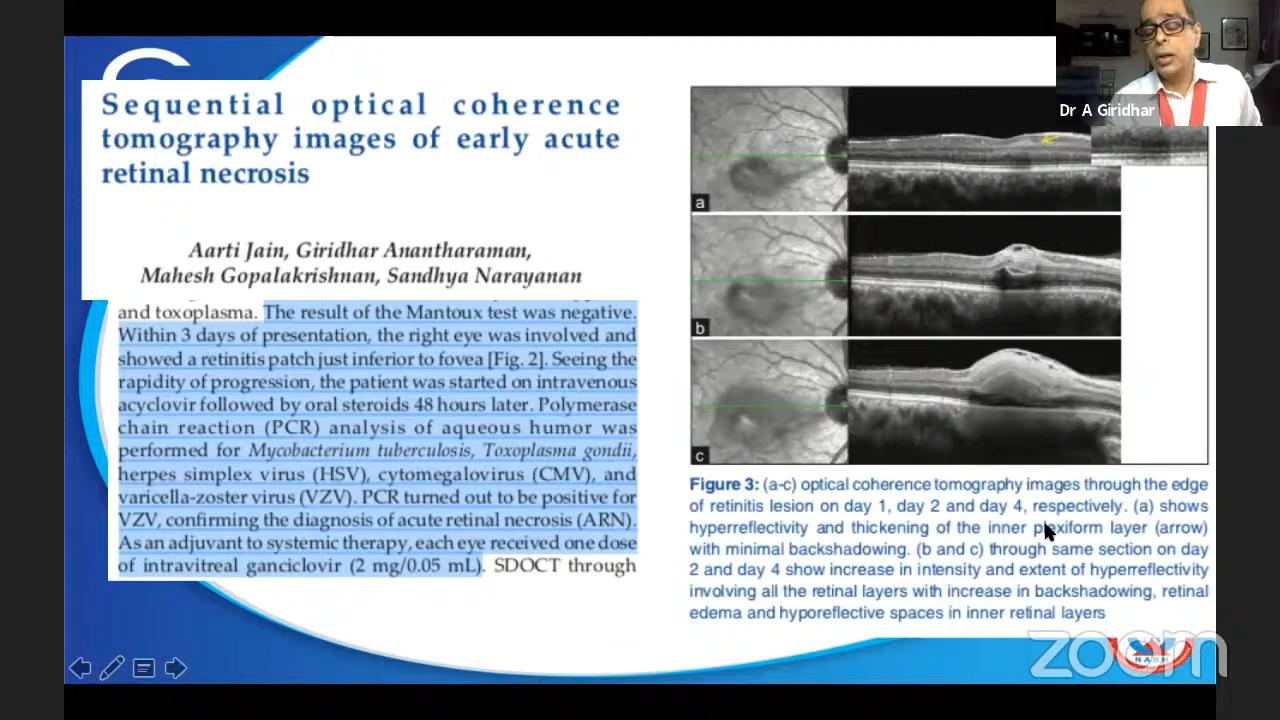 Sequential optical coherence
tomography images of early acute
retinal necrosis
Aarti Jain, Giridhar Anantharaman,
Mahesh Gopalakrishnan, Sandhya Narayanan
and toxoplasma. The result of the Mantoux test was negative.
Within 3 days of presentation, the right eye was involved and
showed a retinitis patch just inferior to fovea [Fig. 2]. Seeing the
rapidity of progression, the patient was started on intravenous
acyclovir followed by oral steroids 48 hours later. Polymerase
chain reaction (PCR) analysis of aqueous humor was
performed for Mycobacterium tuberculosis, Toxoplasma gondii,
herpes simplex virus (HSV), cytomegalovirus (CMV), and
varicella-zoster virus (VZV). PCR turned out to be positive for
VZV, confirming the diagnosis of acute retinal necrosis (ARN).
As an adjuvant to systemic therapy, each eye received one dose
of intravitreal ganciclovir (2 mg/0.05 mL). SDOCT through
Dr A Giridhar
a
b
c
Figure 3: (a-c) optical coherence tomography images through the edge
of retinitis lesion on day 1, day 2 and day 4, respectively. (a) shows
hyperreflectivity and thickening of the inner plexiform layer (arrow)
with minimal backshadowing. (b and c) through same section on day
2 and day 4 show increase in intensity and extent of hyperreflectivity
involving all the retinal layers with increase in backshadowing, retinal
edema and hyporeflective spaces in inner retinal layers
zoom
NABH